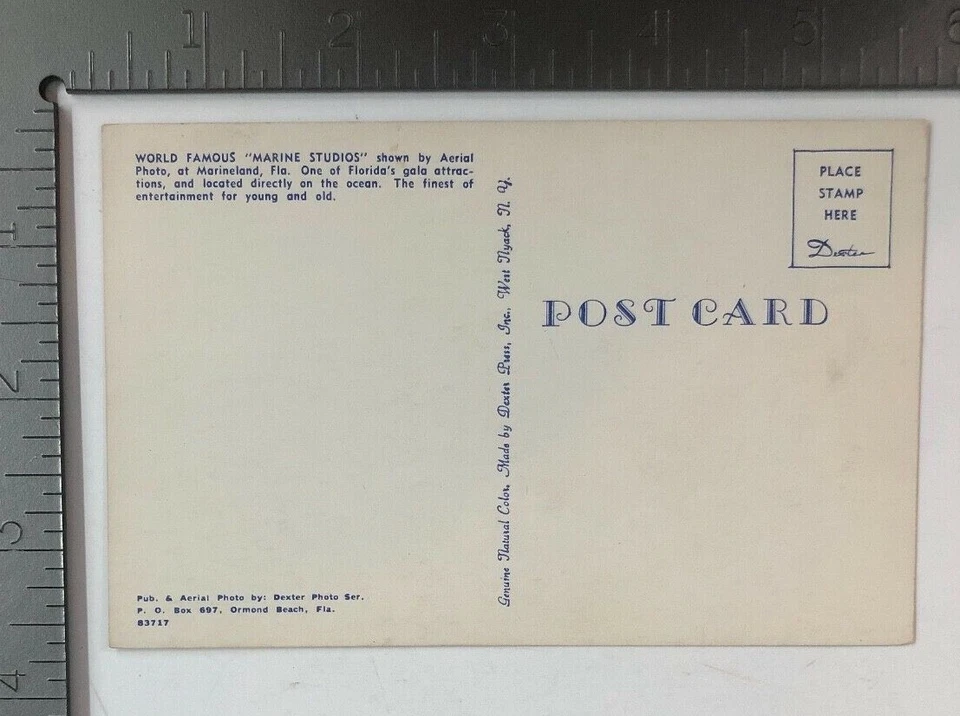 1 2 3 4 5 6
1
2
3
4
WORLD FAMOUS "MARINE STUDIOS" shown by Aerial
Photo, at Marineland, Fla. One of Florida's gala attrac-
tions, and located directly on the ocean. The finest of
entertainment for young and old.
PLACE
STAMP
HERE
Dexter
POST CARD
Genuine Natural Color, Made by Dexter Press, Inc., West Nyack, N. Y.
Pub. & Aerial Photo by: Dexter Photo Ser.
P. O. Box 697, Ormond Beach, Fla.
83717